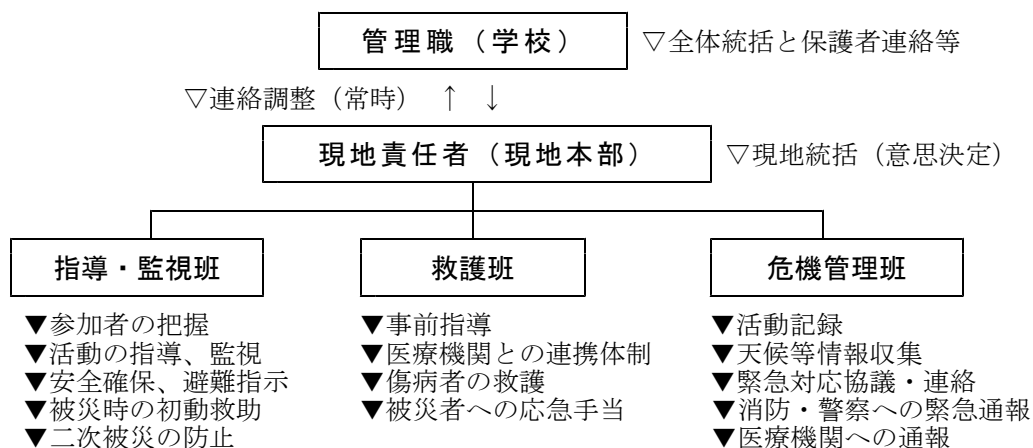 管理職（学校） ▽全体統括と保護者連絡等
▽連絡調整（常時） ↑ ↓
現地責任者（現地本部） ▽現地統括（意思決定）
指導・監視班
▼参加者の把握
▼活動の指導、監視
▼安全確保、避難指示
▼被災時の初動救助
▼二次被災の防止
救護班
▼事前指導
▼医療機関との連携体制
▼傷病者の救護
▼被災者への応急手当
危機管理班
▼活動記録
▼天候等情報収集
▼緊急対応協議・連絡
▼消防・警察への緊急通報
▼医療機関への通報